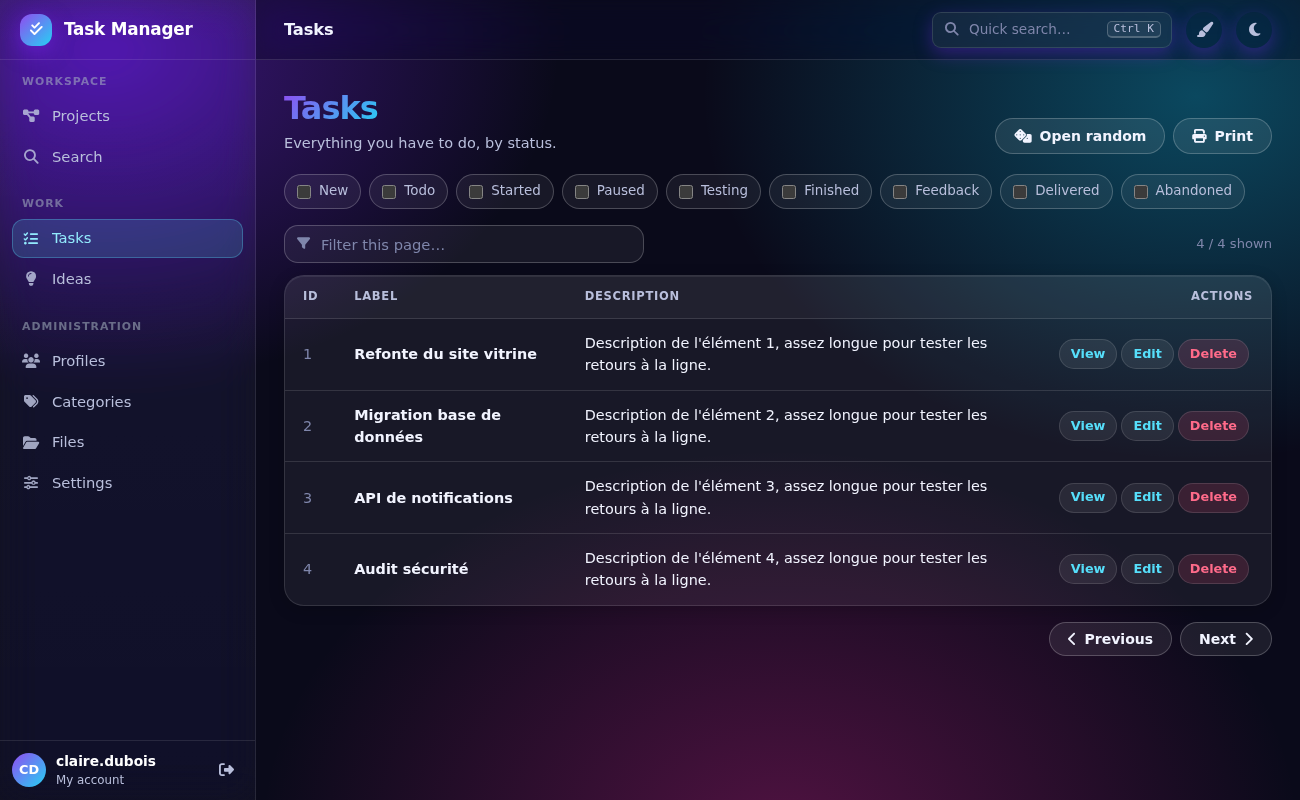 Task Manager
WORKSPACE
Projects
Search
WORK
Tasks
Ideas
ADMINISTRATION
Profiles
Categories
Files
Settings
CD
claire.dubois
My account
Tasks
Quick search...
Ctrl K
Tasks
Everything you have to do, by status.
Open random
Print
New
Todo
Started
Paused
Testing
Finished
Feedback
Delivered
Abandoned
Filter this page...
4 / 4 shown
ID LABEL DESCRIPTION ACTIONS
1 Refonte du site vitrine Description de l'élément 1, assez longue pour tester les
retours à la ligne.
View Edit Delete
2 Migration base de
données
Description de l'élément 2, assez longue pour tester les
retours à la ligne.
View Edit Delete
3 API de notifications Description de l'élément 3, assez longue pour tester les
retours à la ligne.
View Edit Delete
4 Audit sécurité Description de l'élément 4, assez longue pour tester les
retours à la ligne.
View Edit Delete
Previous
Next